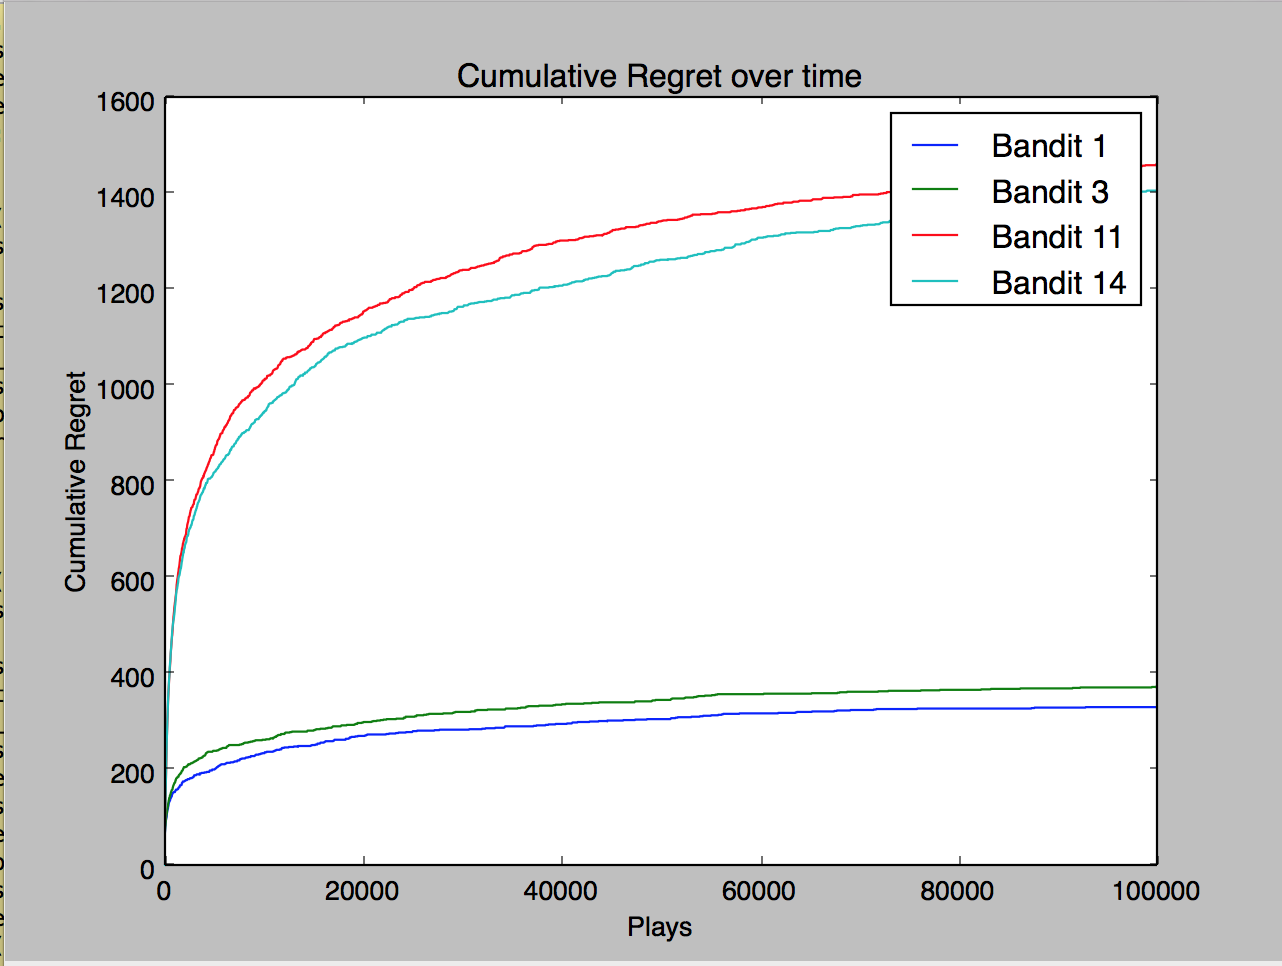 Cumulative Regret over time
1600
1400
1200
1000
800
600
400
200
0
Cumulative Regret
Bandit 1
Bandit 3
Bandit 11
Bandit 14
0 20000 40000 60000 80000 100000
Plays